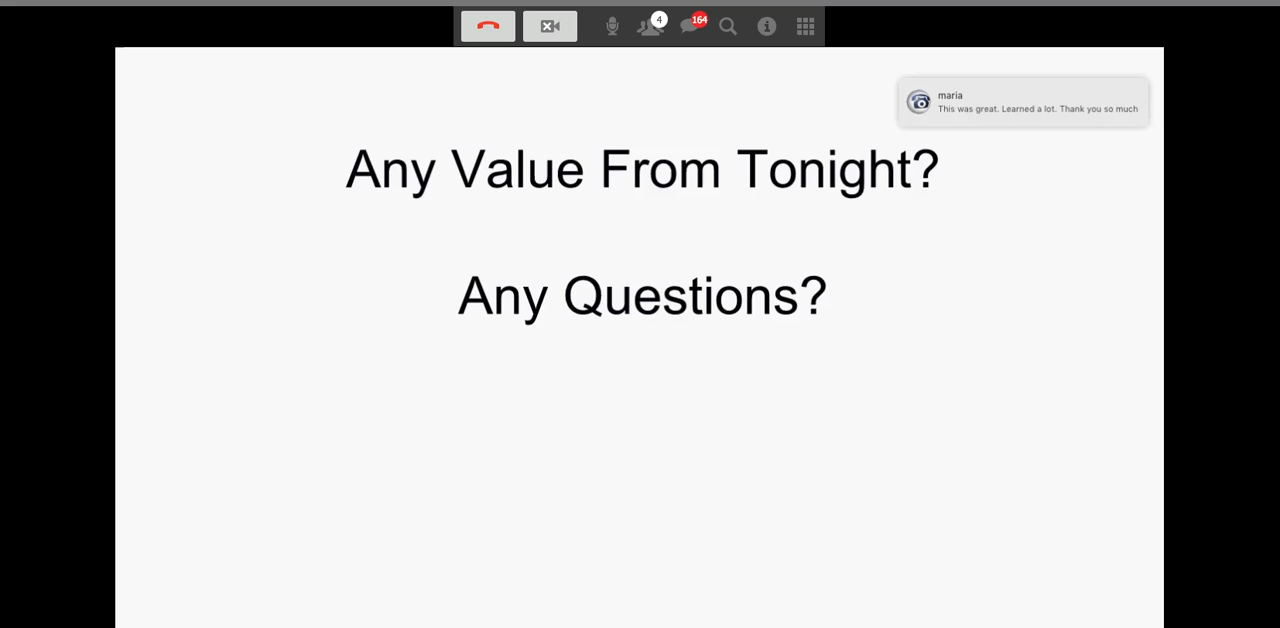 4
164
maria
This was great. Learned a lot. Thank you so much
Any Value From Tonight?
Any Questions?